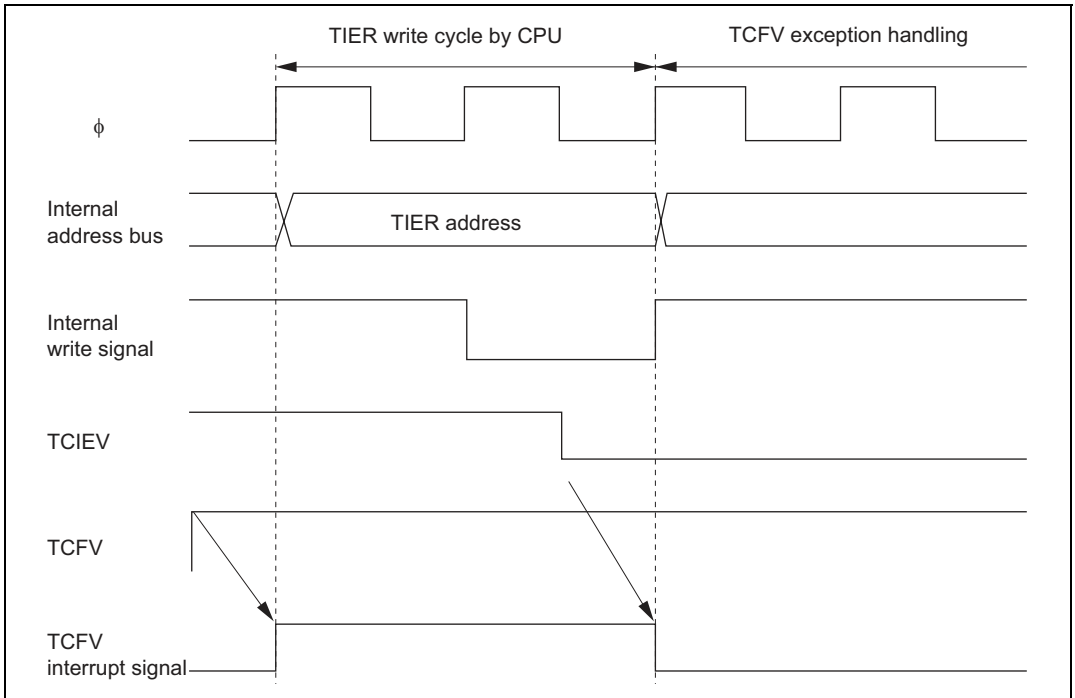 TIER write cycle by CPU
TCFV exception handling
ϕ
Internal
address bus
TIER address
Internal
write signal
TCIEV
TCFV
TCFV
interrupt signal